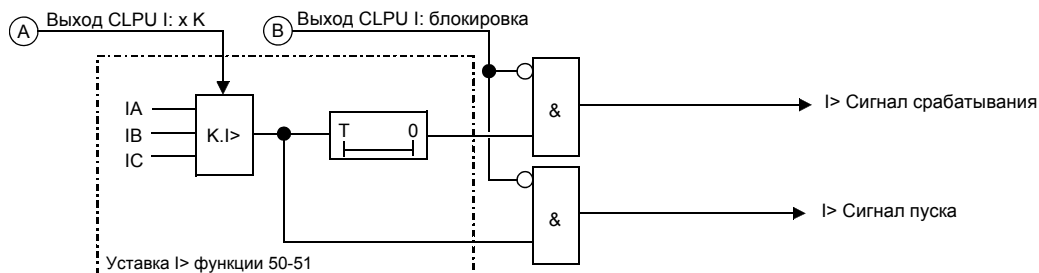 A Выход CLPU I: x K
B Выход CLPU I: блокировка
IA
IB
IC
K.I>
T 0
&
I> Сигнал срабатывания
&
I> Сигнал пуска
Уставка I> функции 50-51